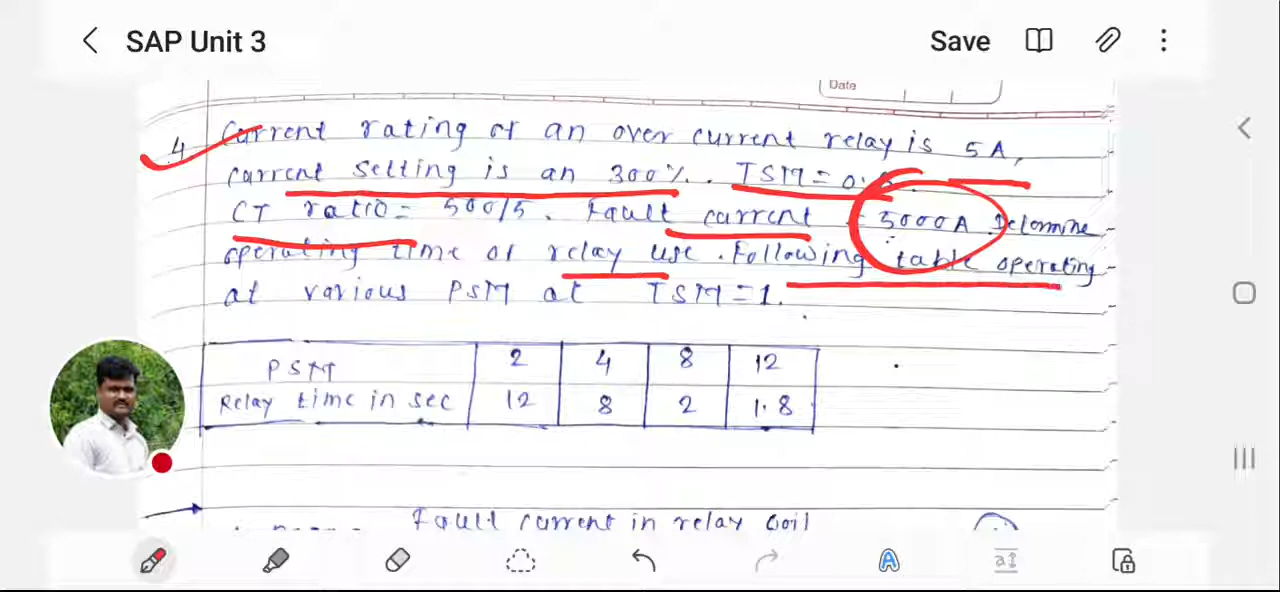 SAP Unit 3
Save
Date
4 Current rating of an over current relay is 5A,
current setting is an 300%. TSM = 0.
CT ratio = 500/5. Fault current = 5000A Determine
operating time of relay use. Following table operating
at various PSM at TSM = 1.
PSM 2 4 8 12
Relay time in sec 12 8 2 1.8
Fault current in relay coil